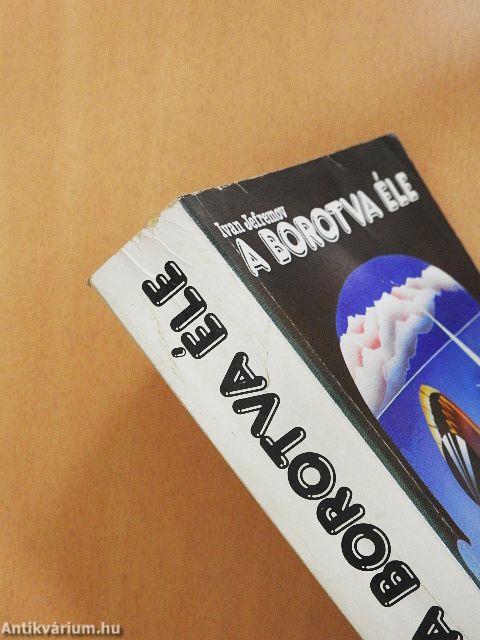 Ivan Jefremov
A BOROTVA ÉLE
A BOROTVA ÉLE
Antikvárium.hu